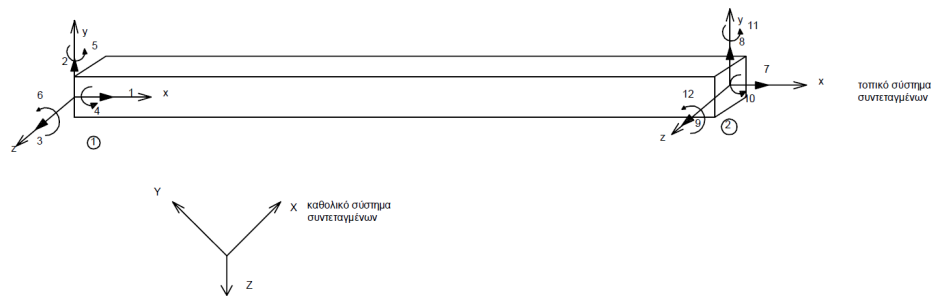 y
5
2
6
1
x
4
3
z
1
y
11
8
7
x
12
10
9
z
2
τοπικό σύστημα
συντεταγμένων
Y
X
καθολικό σύστημα
συντεταγμένων
Z